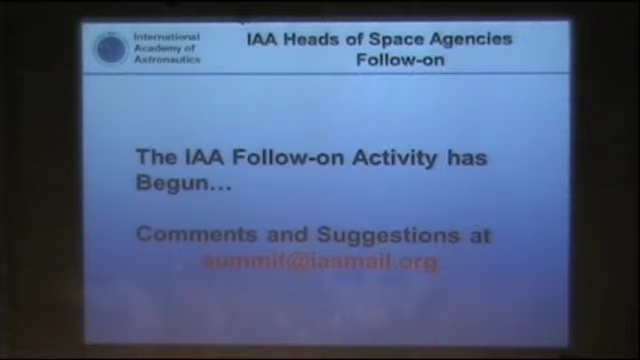 International
Academy of
Astronautics
IAA Heads of Space Agencies
Follow-on
The IAA Follow-on Activity has
Begun...
Comments and Suggestions at
summit@iaamail.org